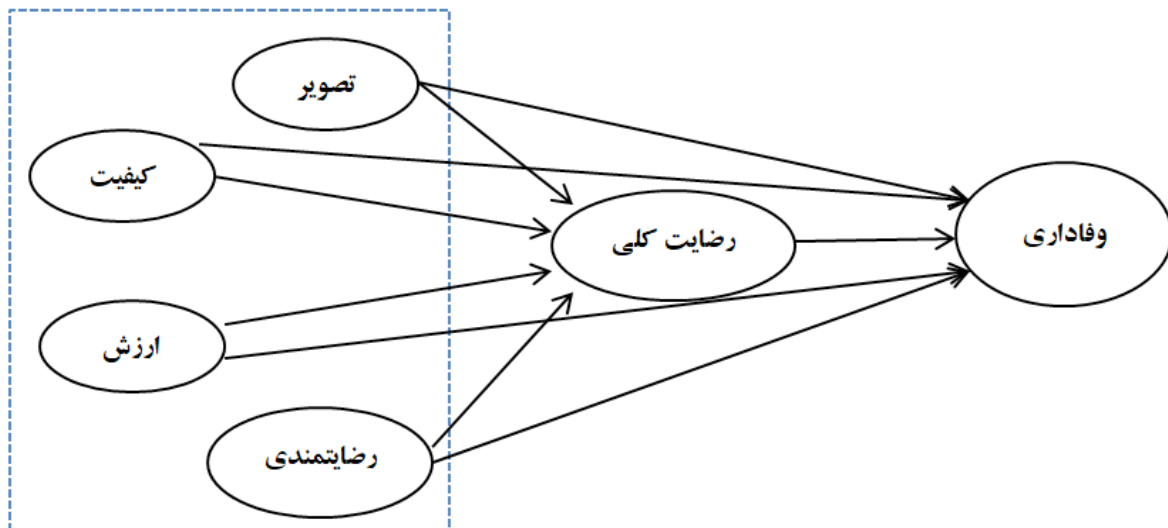 تصویر
کیفیت
رضایت کلی
وفاداری
ارزش
رضایتمندی